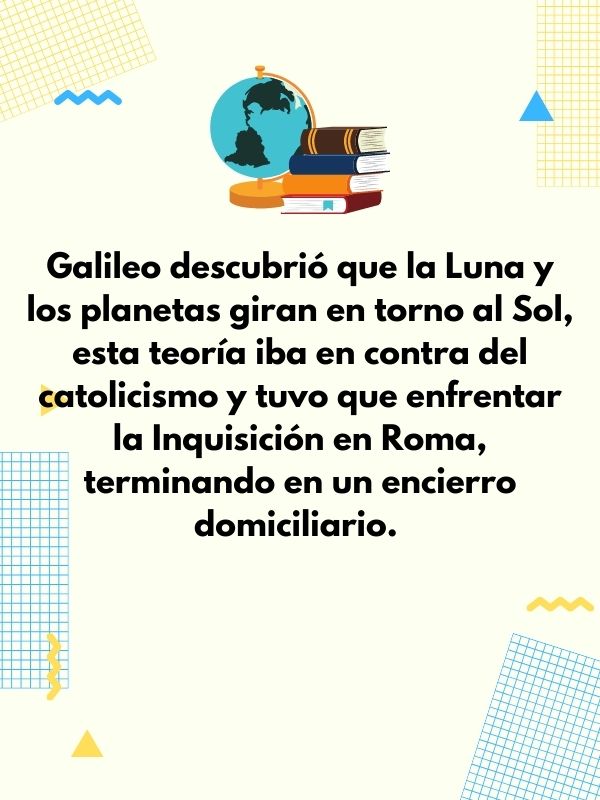 Galileo descubrió que la Luna y
los planetas giran en torno al Sol,
esta teoría iba en contra del
catolicismo y tuvo que enfrentar
la Inquisición en Roma,
terminando en un encierro
domiciliario.